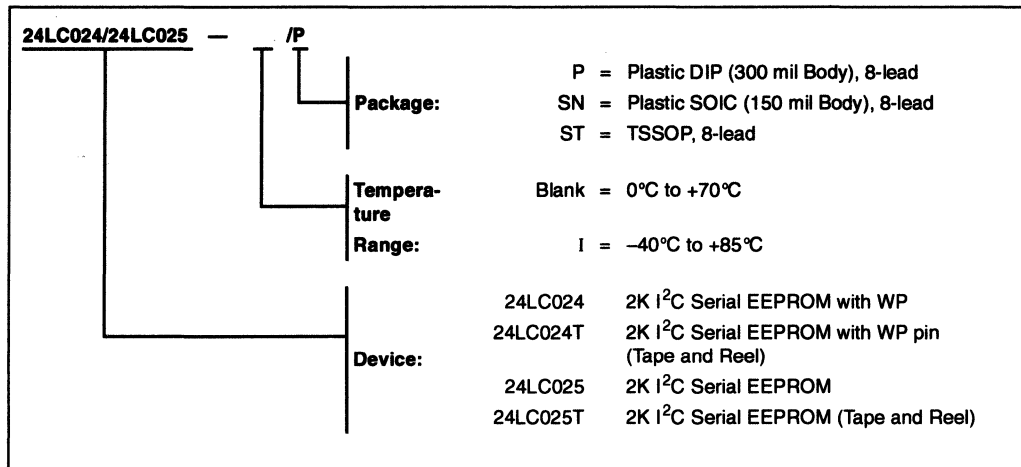 24LC024/24LC025 — /P
Package:
P = Plastic DIP (300 mil Body), 8-lead
SN = Plastic SOIC (150 mil Body), 8-lead
ST = TSSOP, 8-lead
Tempera-
ture
Range:
Blank = 0°C to +70°C
I = –40°C to +85°C
Device:
24LC024 2K I²C Serial EEPROM with WP
24LC024T 2K I²C Serial EEPROM with WP pin
(Tape and Reel)
24LC025 2K I²C Serial EEPROM
24LC025T 2K I²C Serial EEPROM (Tape and Reel)